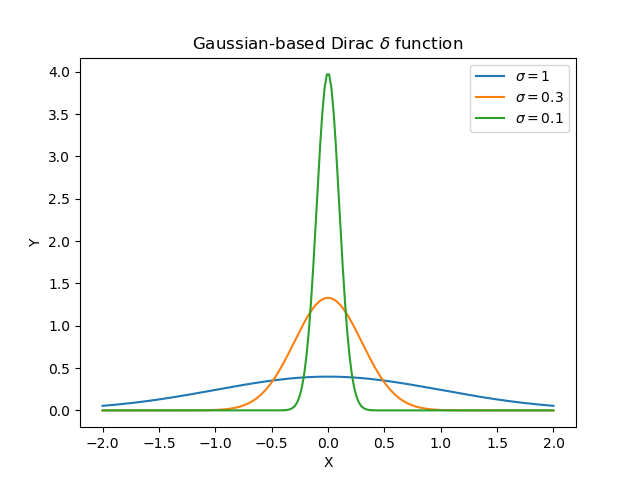 Gaussian-based Dirac δ function
σ = 1
σ = 0.3
σ = 0.1
Y
4.0
3.5
3.0
2.5
2.0
1.5
1.0
0.5
0.0
−2.0 −1.5 −1.0 −0.5 0.0 0.5 1.0 1.5 2.0
X